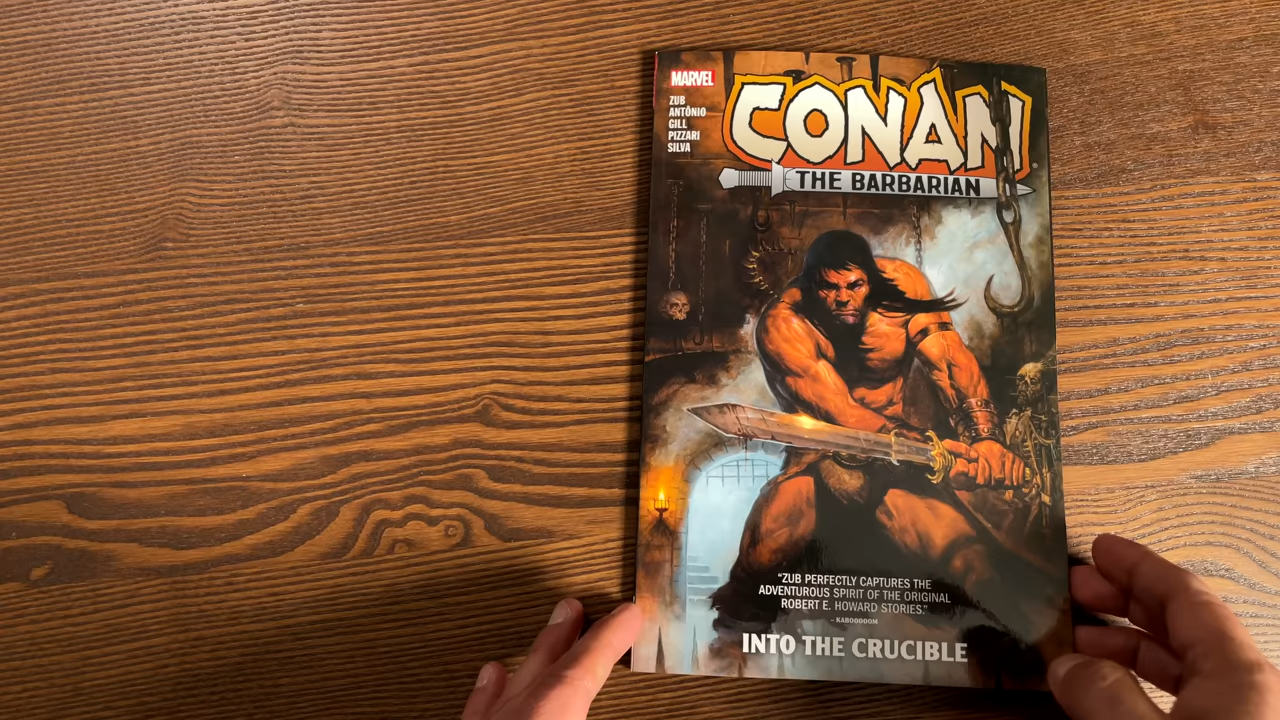 MARVEL
ZUB
ANTÔNIO
GILL
PIZZARI
SILVA
CONAN
THE BARBARIAN
"ZUB PERFECTLY CAPTURES THE
ADVENTUROUS SPIRIT OF THE ORIGINAL
ROBERT E. HOWARD STORIES."
– KABOOOOOM
INTO THE CRUCIBLE